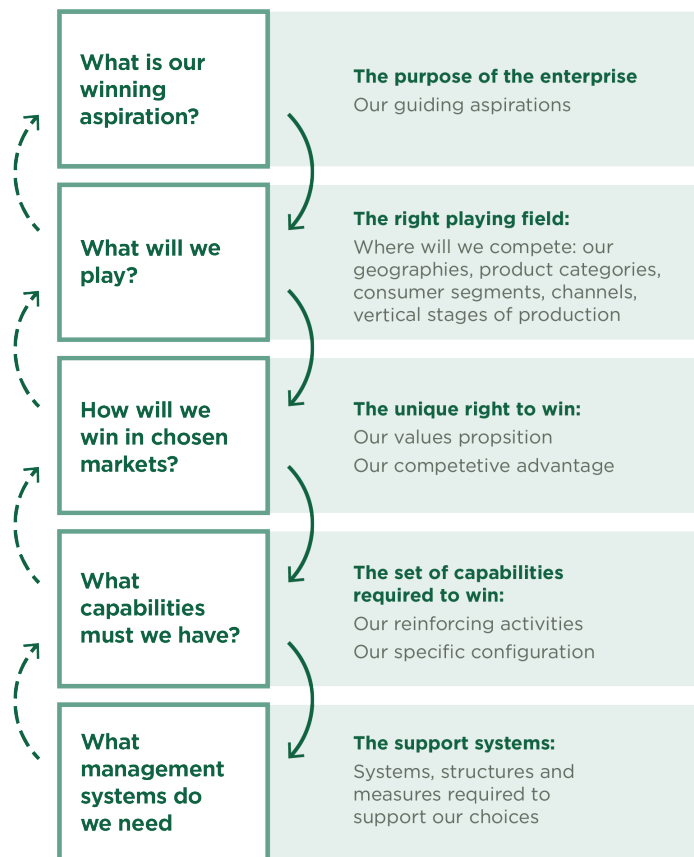 What is our
winning
aspiration?
The purpose of the enterprise
Our guiding aspirations
What will we
play?
The right playing field:
Where will we compete: our
geographies, product categories,
consumer segments, channels,
vertical stages of production
How will we
win in chosen
markets?
The unique right to win:
Our values propsition
Our competetive advantage
What
capabilities
must we have?
The set of capabilities
required to win:
Our reinforcing activities
Our specific configuration
What
management
systems do
we need
The support systems:
Systems, structures and
measures required to
support our choices